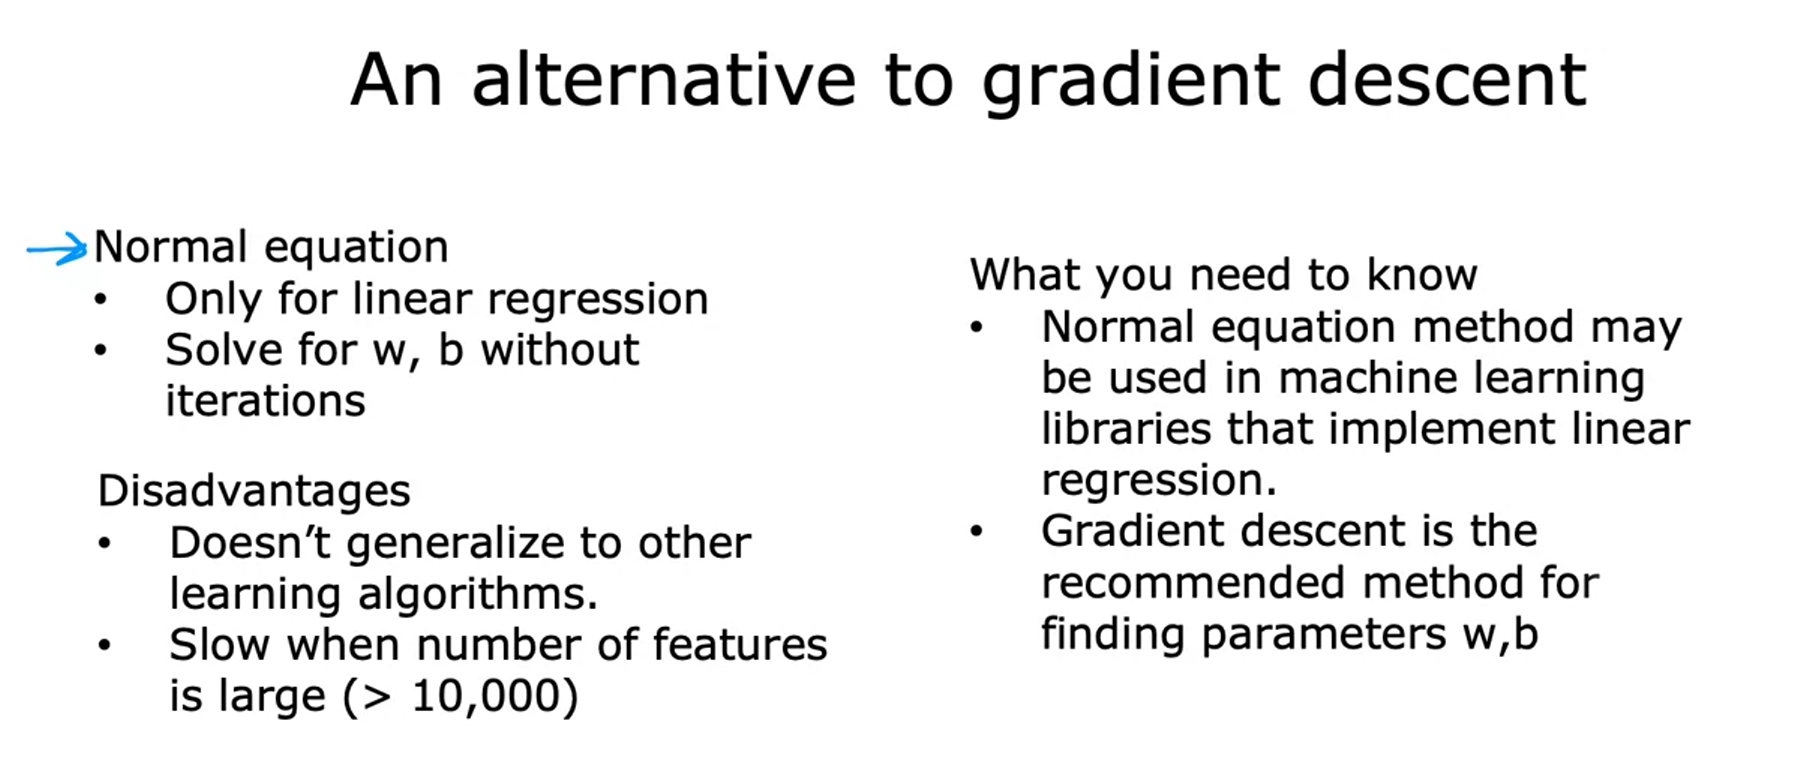 An alternative to gradient descent
Normal equation
• Only for linear regression
• Solve for w, b without
iterations
Disadvantages
• Doesn’t generalize to other
learning algorithms.
• Slow when number of features
is large (> 10,000)
What you need to know
• Normal equation method may
be used in machine learning
libraries that implement linear
regression.
• Gradient descent is the
recommended method for
finding parameters w,b